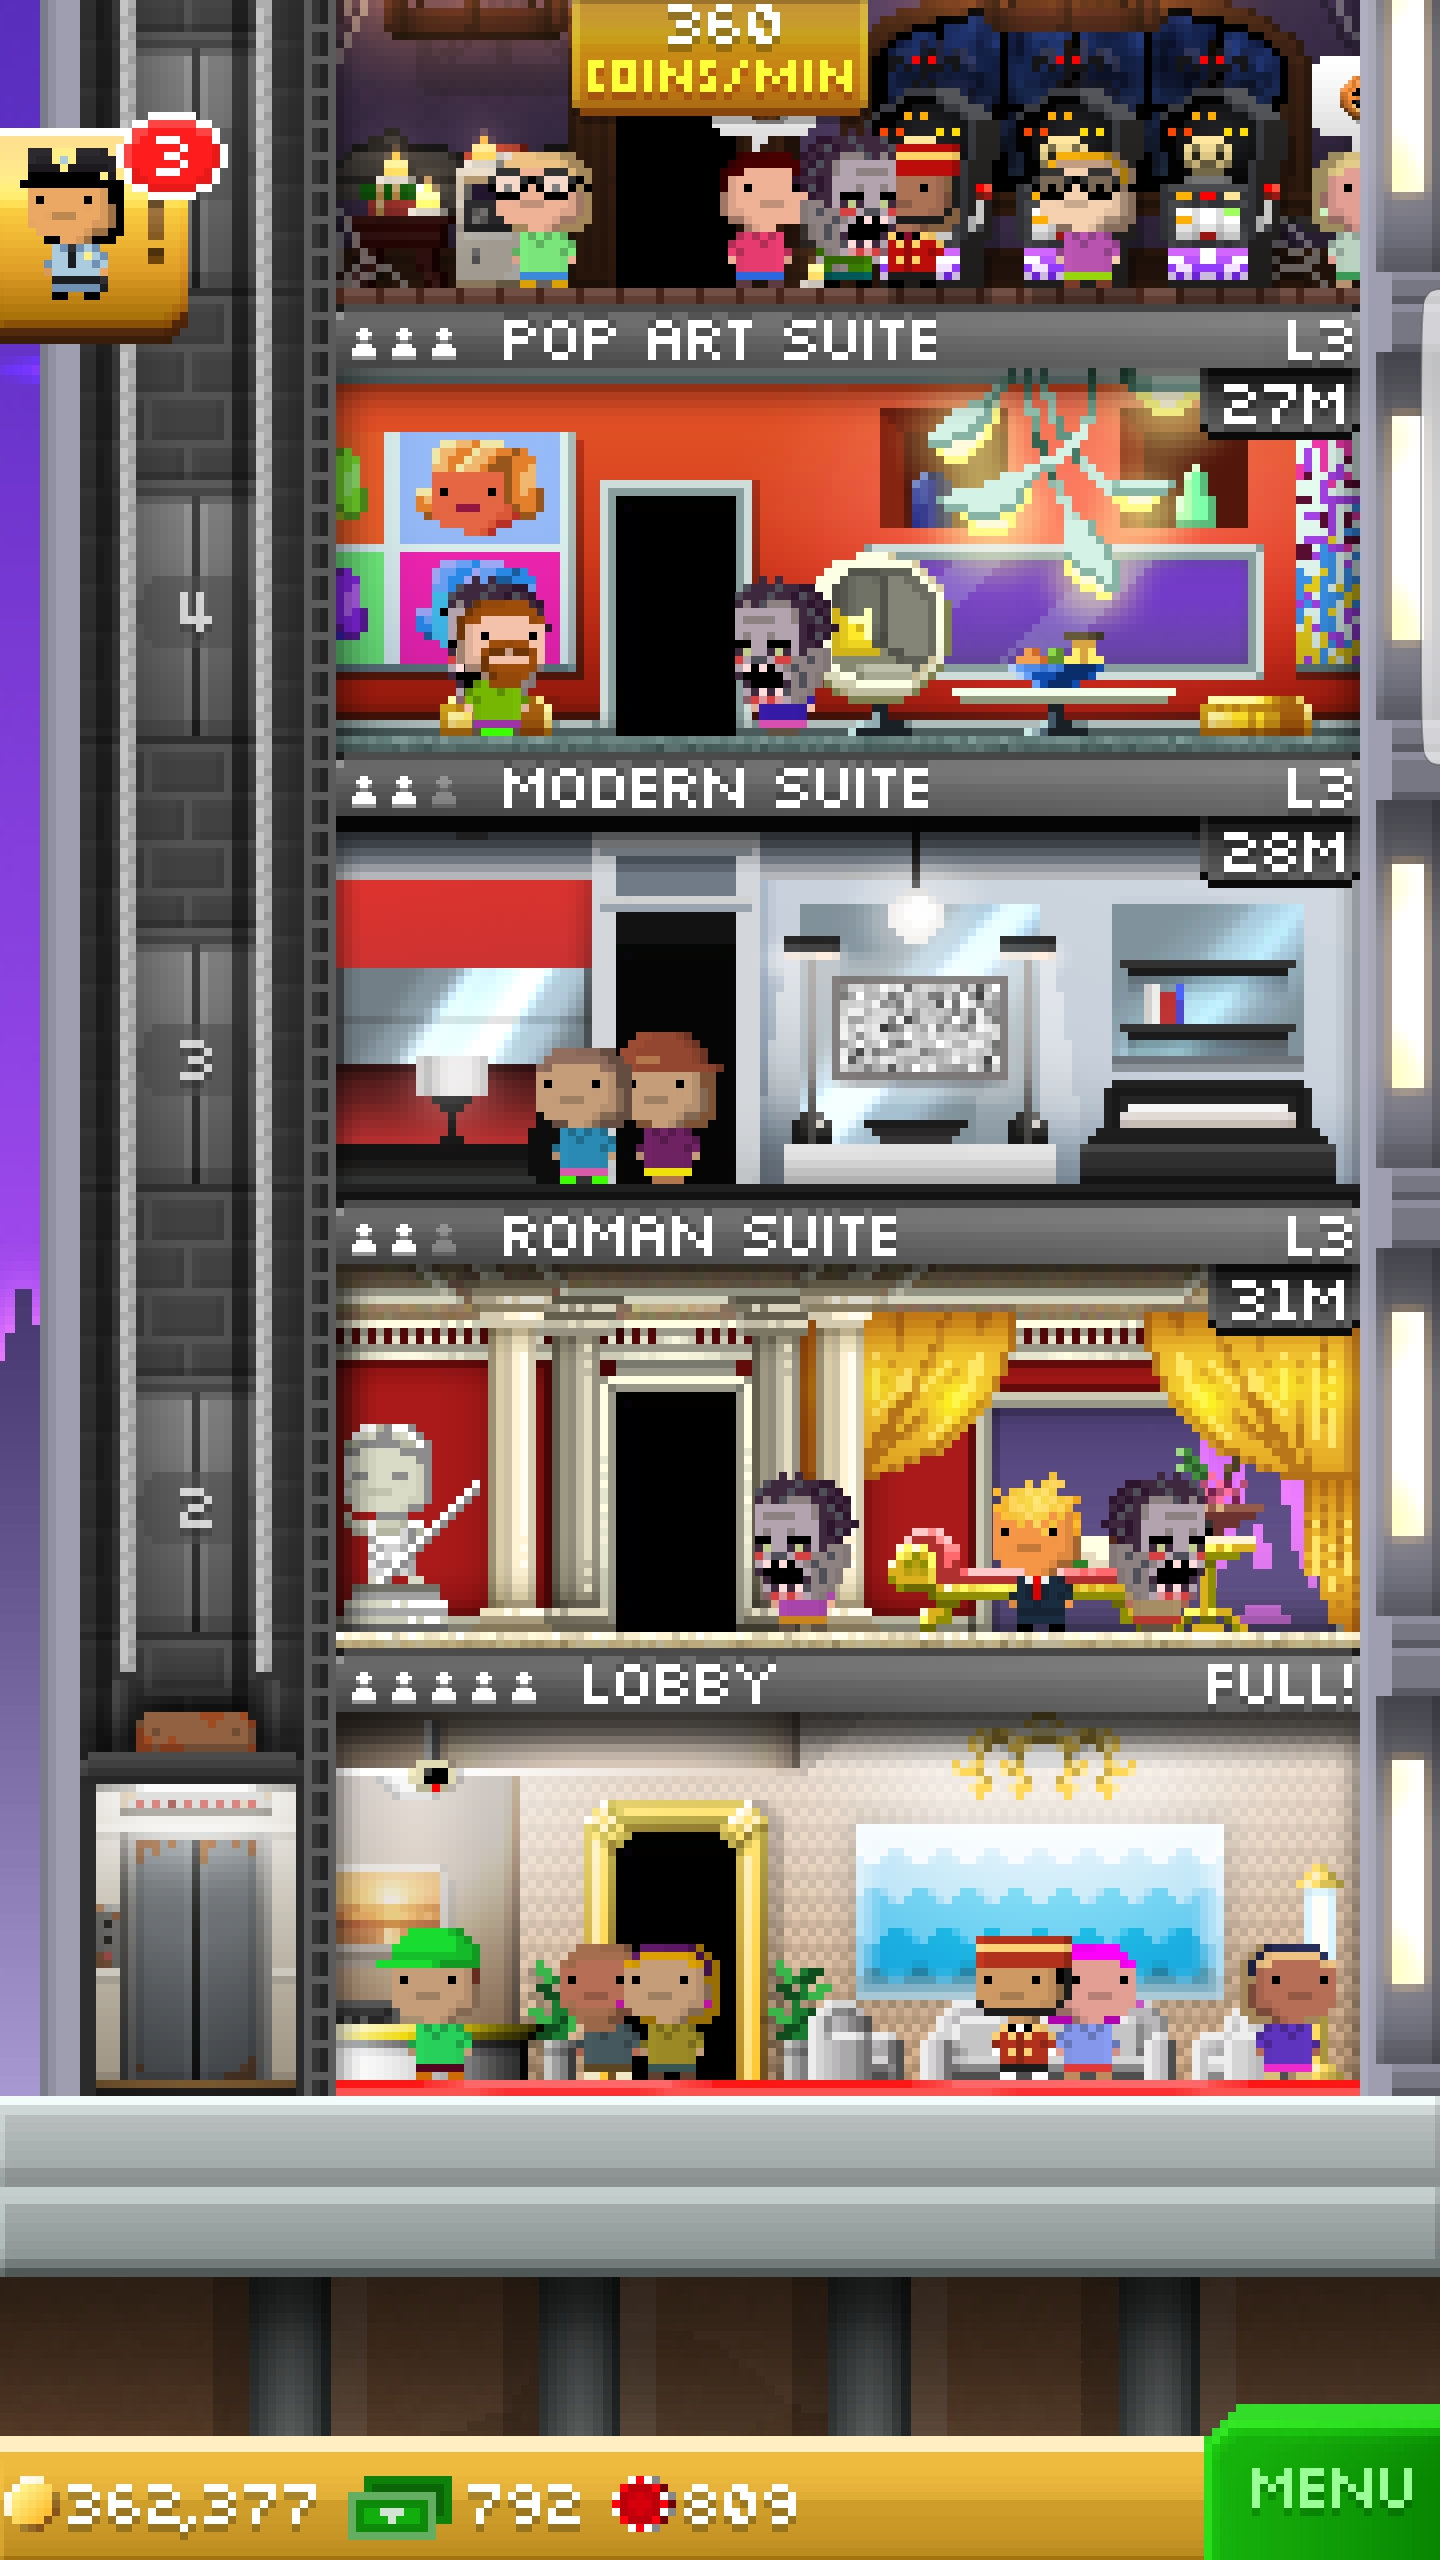 360
COINS/MIN
3
!
POP ART SUITE L3
27M
4
MODERN SUITE L3
28M
3
ROMAN SUITE L3
31M
2
LOBBY FULL!
362,377 792 809
MENU